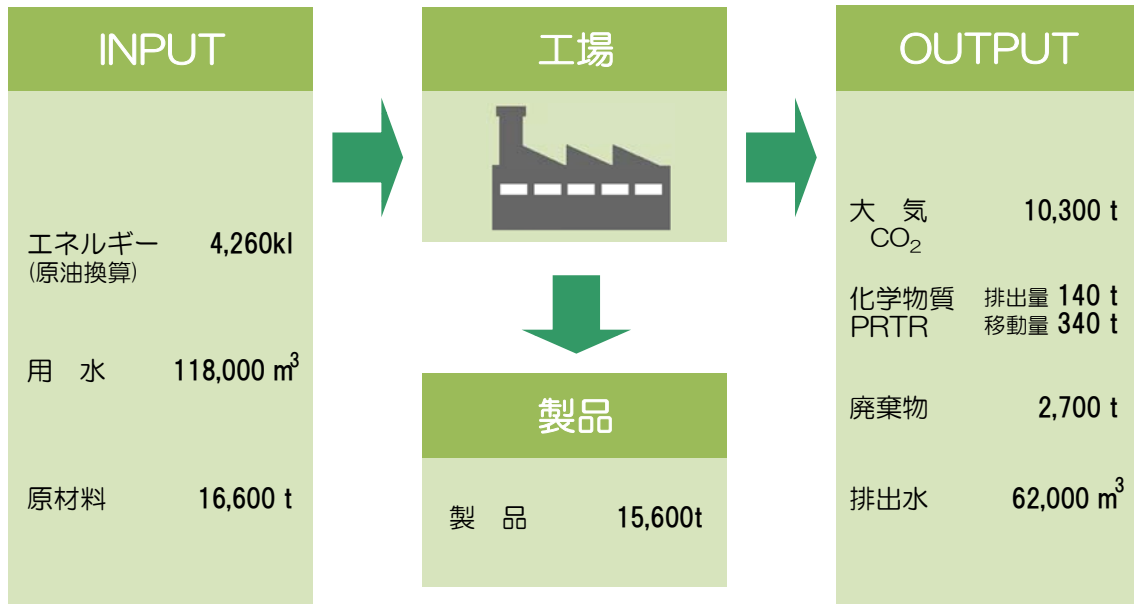 INPUT
エネルギー 4,260kl
(原油換算)
用 水 118,000 m³
原材料 16,600 t
工場
製品
製 品 15,600t
OUTPUT
大 気 10,300 t
CO₂
化学物質 排出量 140 t
PRTR 移動量 340 t
廃棄物 2,700 t
排出水 62,000 m³